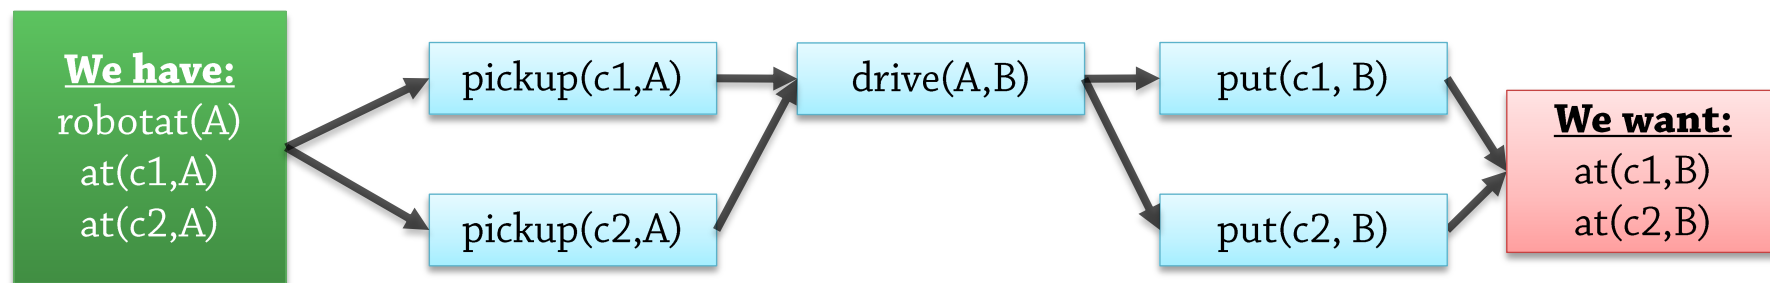 We have:
robotat(A)
at(c1,A)
at(c2,A)
pickup(c1,A)
pickup(c2,A)
drive(A,B)
put(c1, B)
put(c2, B)
We want:
at(c1,B)
at(c2,B)